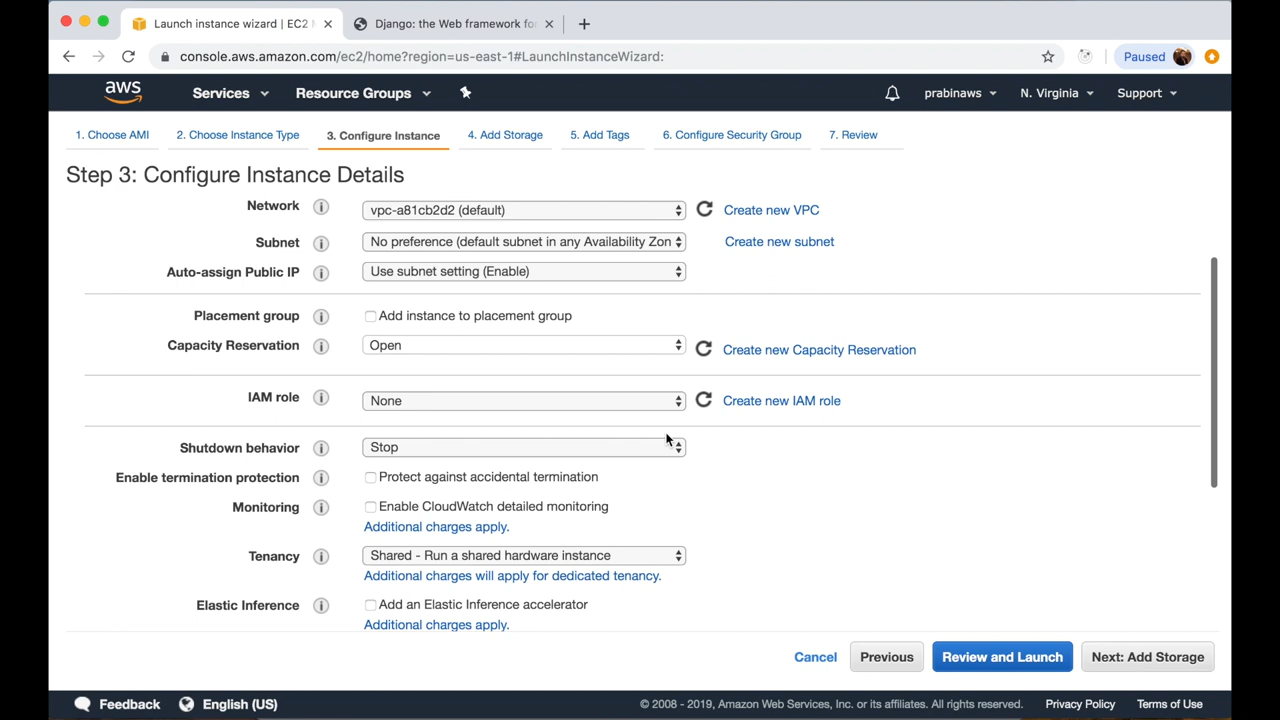 Launch instance wizard | EC2 M
Django: the Web framework for
console.aws.amazon.com/ec2/home?region=us-east-1#LaunchInstanceWizard:
Paused
aws
Services
Resource Groups
prabinaws
N. Virginia
Support
1. Choose AMI
2. Choose Instance Type
3. Configure Instance
4. Add Storage
5. Add Tags
6. Configure Security Group
7. Review
Step 3: Configure Instance Details
Network
vpc-a81cb2d2 (default)
Create new VPC
Subnet
No preference (default subnet in any Availability Zon
Create new subnet
Auto-assign Public IP
Use subnet setting (Enable)
Placement group
Add instance to placement group
Capacity Reservation
Open
Create new Capacity Reservation
IAM role
None
Create new IAM role
Shutdown behavior
Stop
Enable termination protection
Protect against accidental termination
Monitoring
Enable CloudWatch detailed monitoring
Additional charges apply.
Tenancy
Shared - Run a shared hardware instance
Additional charges will apply for dedicated tenancy.
Elastic Inference
Add an Elastic Inference accelerator
Additional charges apply.
Cancel
Previous
Review and Launch
Next: Add Storage
Feedback
English (US)
© 2008 - 2019, Amazon Web Services, Inc. or its affiliates. All rights reserved.
Privacy Policy
Terms of Use